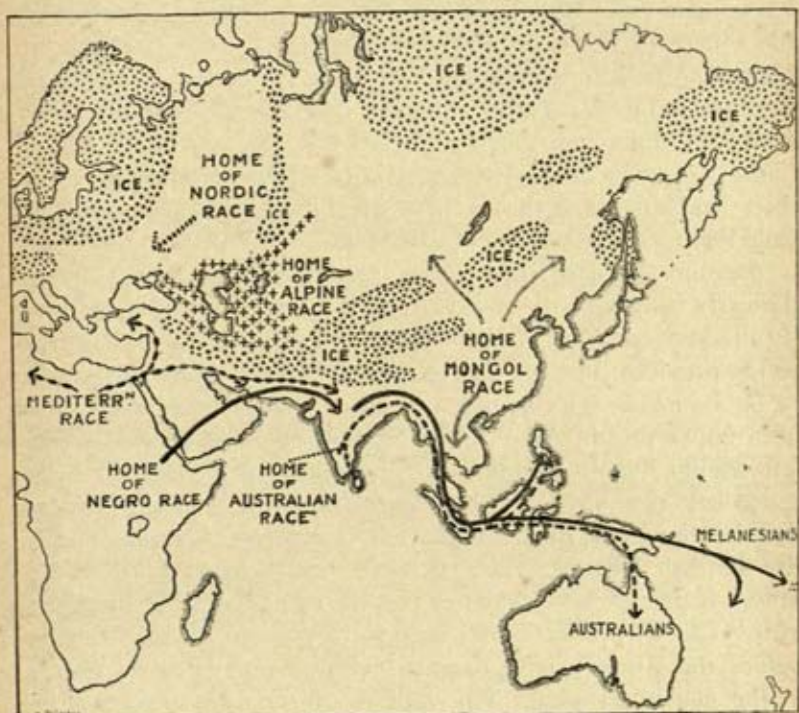 ICE
ICE
HOME
OF
NORDIC
RACE
ICE
ICE
HOME
OF
ALPINE
RACE
ICE
ICE
HOME
OF
MONGOL
RACE
MEDITERRN
RACE
HOME
OF
NEGRO RACE
HOME
OF
AUSTRALIAN
RACE
MELANESIANS
AUSTRALIANS